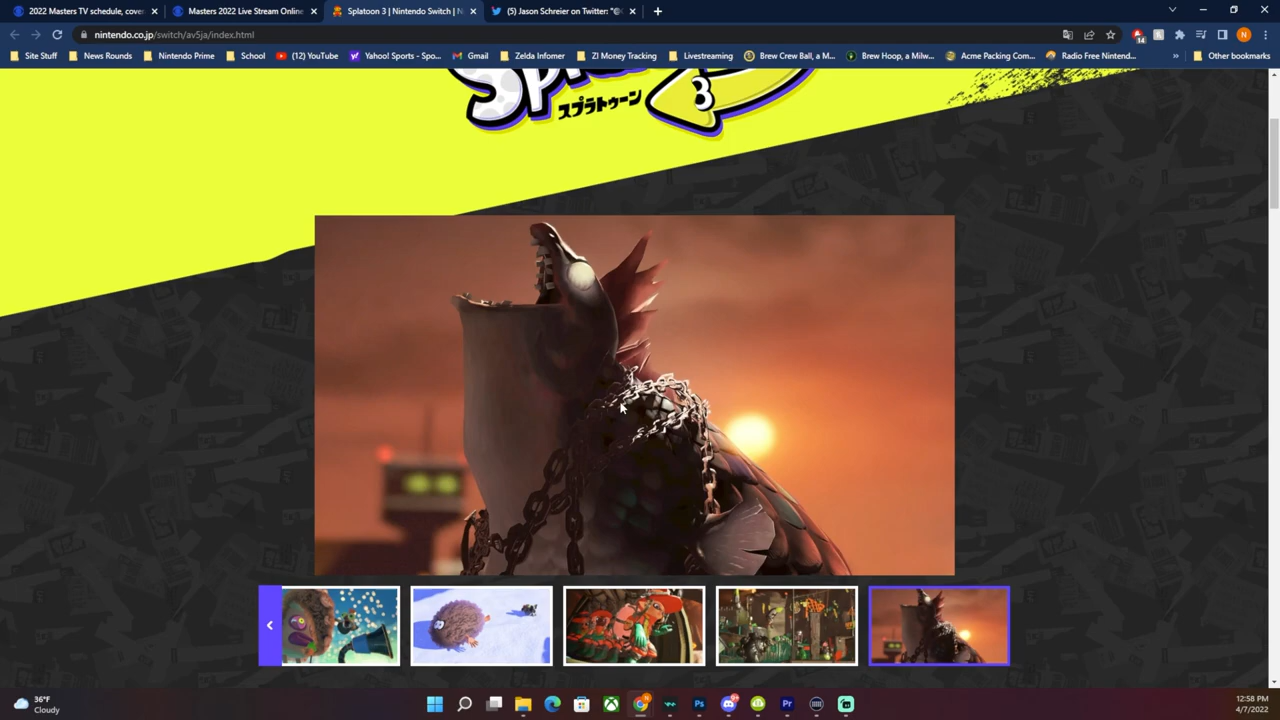 2022 Masters TV schedule, cove
Masters 2022 Live Stream Online
Splatoon 3 | Nintendo Switch | N
(5) Jason Schreier on Twitter: "
nintendo.co.jp/switch/av5ja/index.html
14
N
Site Stuff
News Rounds
Nintendo Prime
School
(12) YouTube
Yahoo! Sports - Spo...
Gmail
Zelda Infomer
ZI Money Tracking
Livestreaming
Brew Crew Ball, a M...
Brew Hoop, a Milw...
Acme Packing Com...
Radio Free Nintend...
»
Other bookmarks
3
スプラトゥーン
36°F
Cloudy
Pr
12:58 PM
4/7/2022